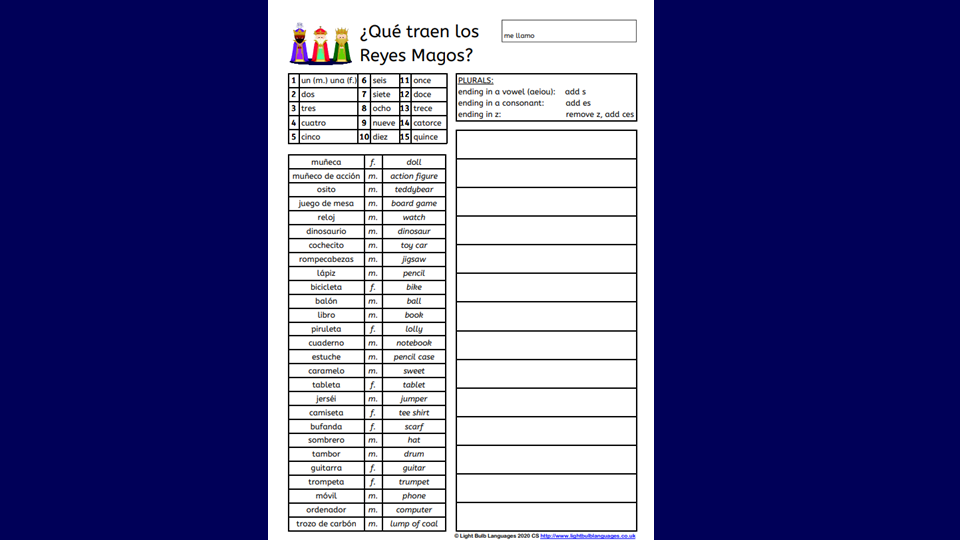 ¿Qué traen los
Reyes Magos?
me llamo
1 un (m.) una (f.) 6 seis 11 once
2 dos 7 siete 12 doce
3 tres 8 ocho 13 trece
4 cuatro 9 nueve 14 catorce
5 cinco 10 diez 15 quince
PLURALS:
ending in a vowel (aeiou): add s
ending in a consonant: add es
ending in z: remove z, add ces
muñeca f. doll
muñeco de acción m. action figure
osito m. teddybear
juego de mesa m. board game
reloj m. watch
dinosaurio m. dinosaur
cochecito m. toy car
rompecabezas m. jigsaw
lápiz m. pencil
bicicleta f. bike
balón m. ball
libro m. book
piruleta f. lolly
cuaderno m. notebook
estuche m. pencil case
caramelo m. sweet
tableta f. tablet
jerséi m. jumper
camiseta f. tee shirt
bufanda f. scarf
sombrero m. hat
tambor m. drum
guitarra f. guitar
trompeta f. trumpet
móvil m. phone
ordenador m. computer
trozo de carbón m. lump of coal
© Light Bulb Languages 2020 CS http://www.lightbulblanguages.co.uk